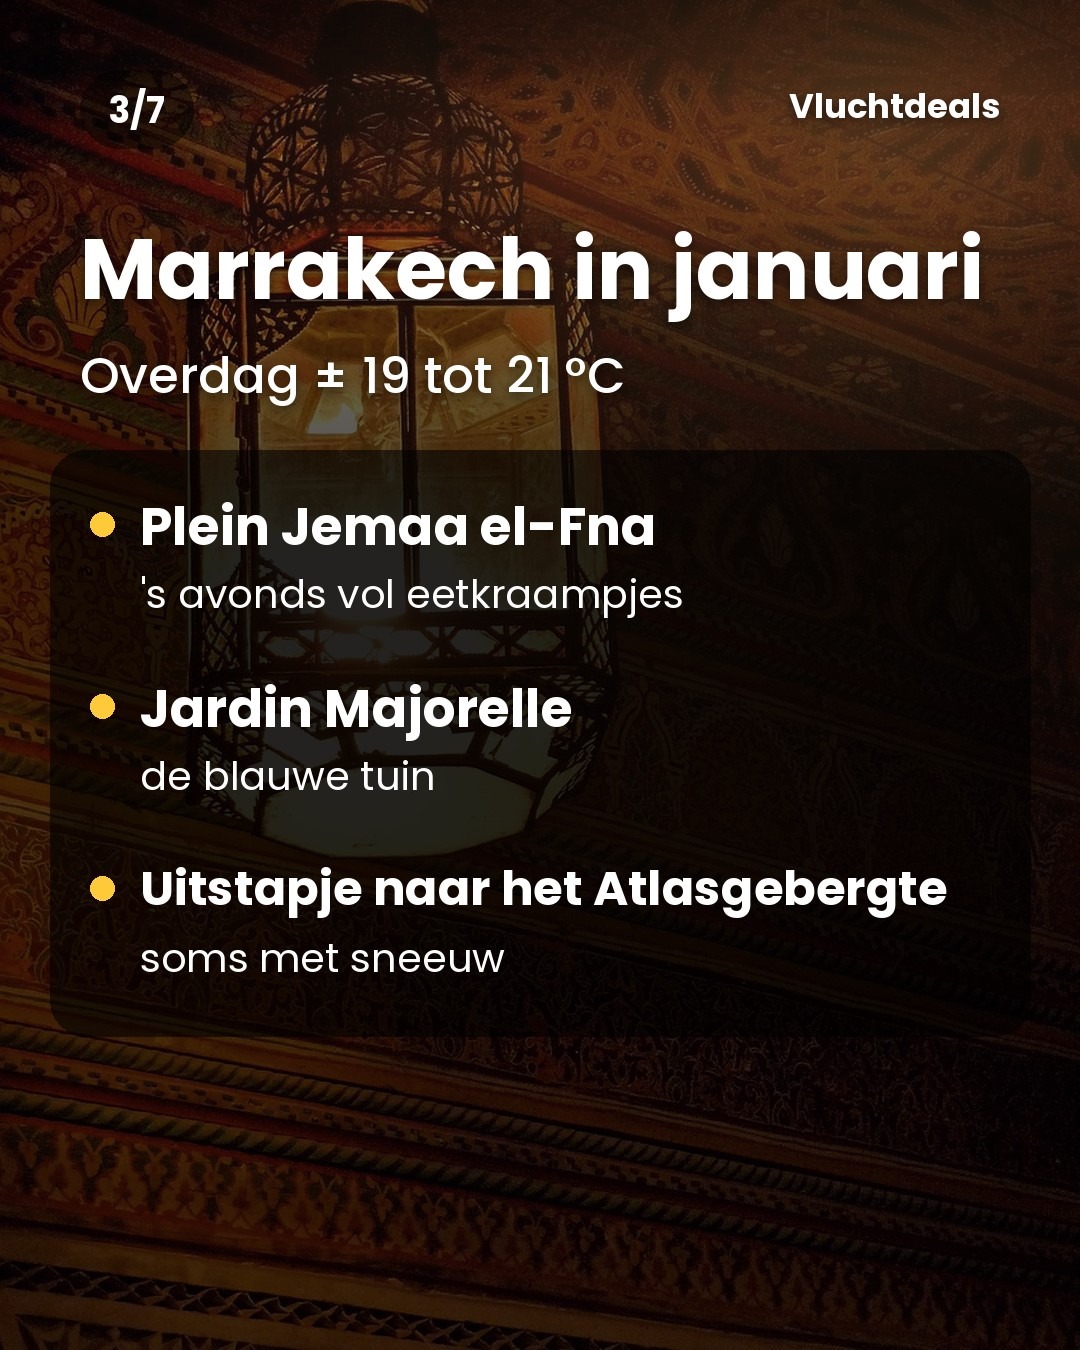 3/7
Vluchtdeals
Marrakech in januari
Overdag ± 19 tot 21 °C
Plein Jemaa el-Fna
's avonds vol eetkraampjes
Jardin Majorelle
de blauwe tuin
Uitstapje naar het Atlasgebergte
soms met sneeuw